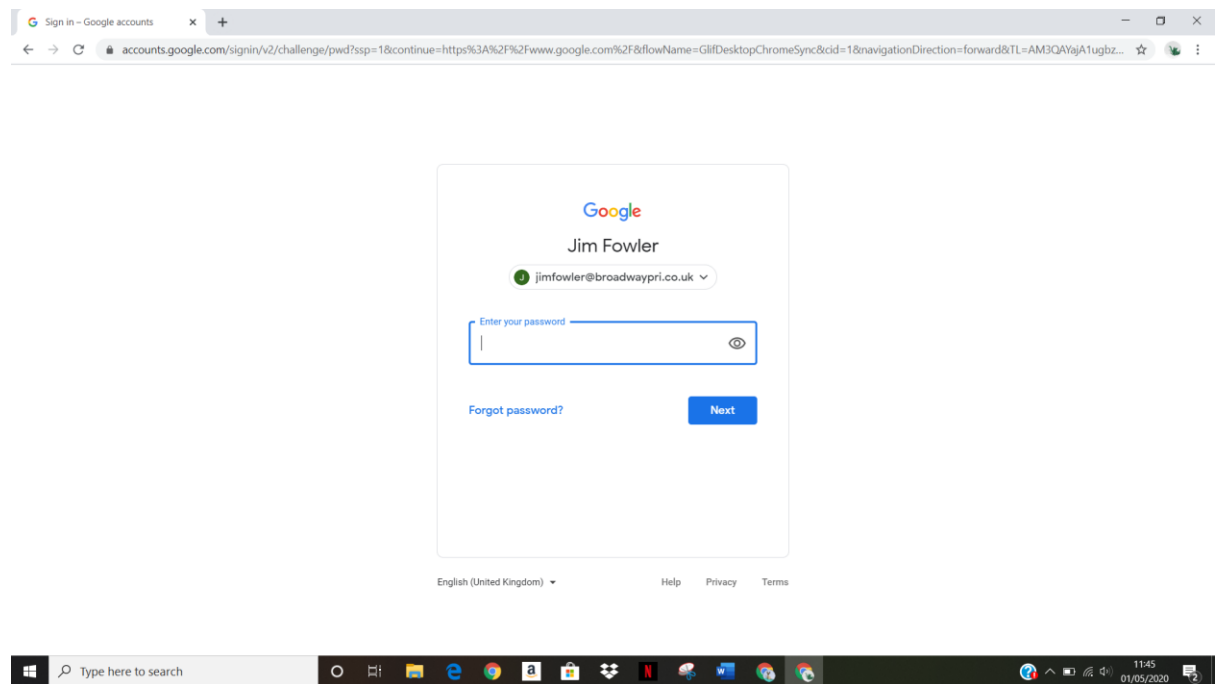 Sign in – Google accounts
accounts.google.com/signin/v2/challenge/pwd?ssp=1&continue=https%3A%2F%2Fwww.google.com%2F&flowName=GlifDesktopChromeSync&cid=1&navigationDirection=forward&TL=AM3QAYajA1ugbz...
Google
Jim Fowler
J jimfowler@broadwaypri.co.uk
Enter your password
Forgot password? Next
English (United Kingdom) Help Privacy Terms
Type here to search
11:45
01/05/2020
2